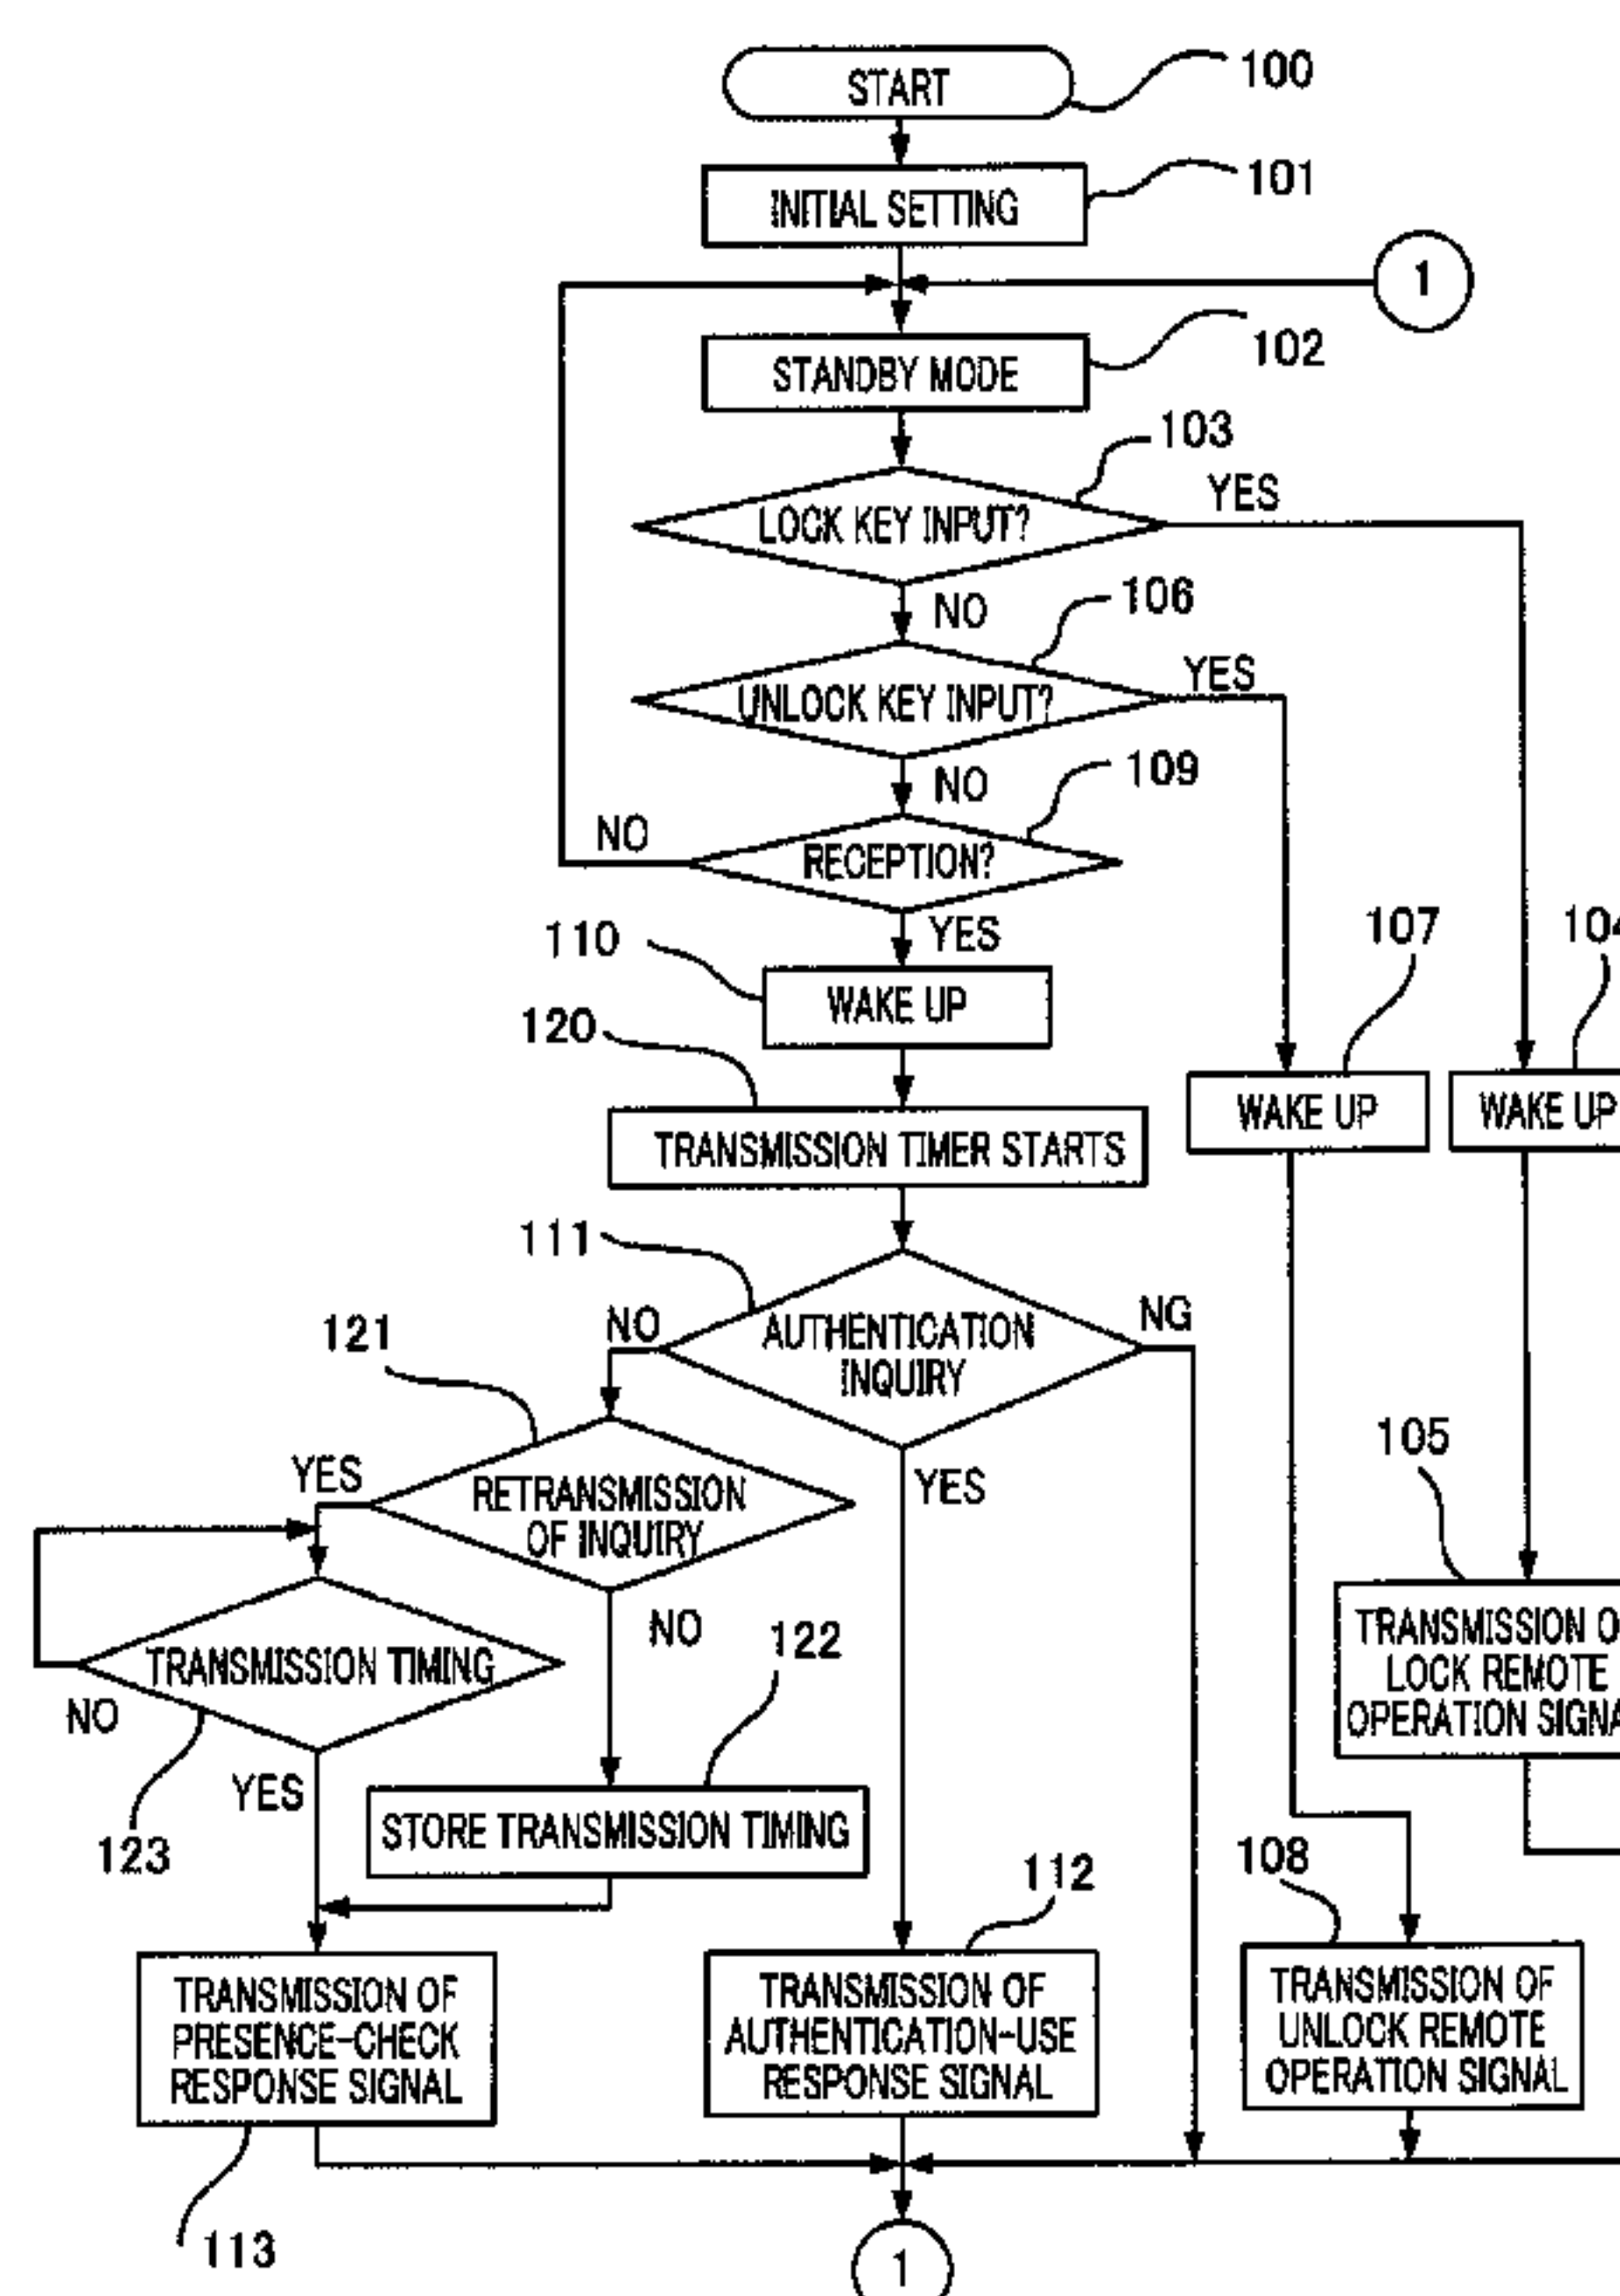 START
100
INITIAL SETTING
101
1
STANDBY MODE
102
103
LOCK KEY INPUT?
YES
NO
106
UNLOCK KEY INPUT?
YES
NO
109
RECEPTION?
NO
YES
110
WAKE UP
107
104
120
TRANSMISSION TIMER STARTS
WAKE UP
WAKE UP
111
AUTHENTICATION
INQUIRY
NO
NG
YES
121
RETRANSMISSION
OF INQUIRY
YES
NO
105
TRANSMISSION O
LOCK REMOTE
OPERATION SIGNA
TRANSMISSION TIMING
NO
YES
123
122
STORE TRANSMISSION TIMING
112
108
TRANSMISSION OF
PRESENCE-CHECK
RESPONSE SIGNAL
TRANSMISSION OF
AUTHENTICATION-USE
RESPONSE SIGNAL
TRANSMISSION OF
UNLOCK REMOTE
OPERATION SIGNAL
113
1